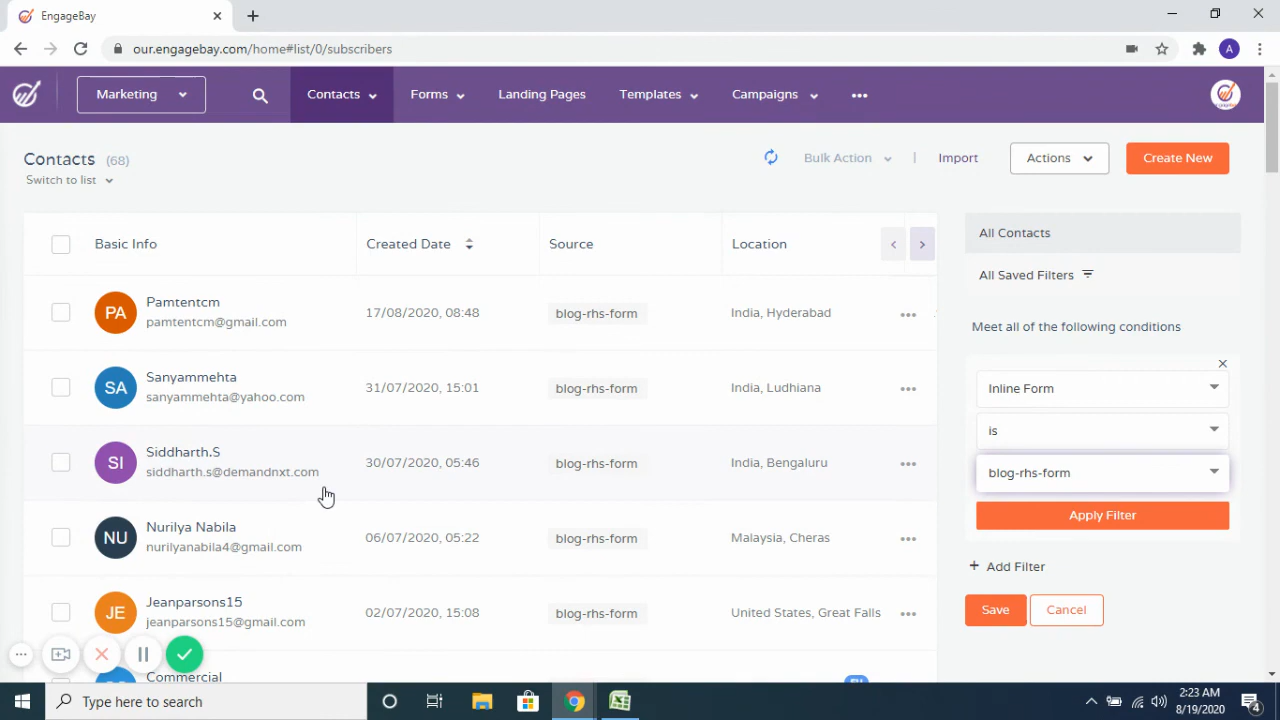 EngageBay
our.engagebay.com/home#list/0/subscribers
A
Marketing
Contacts
Forms
Landing Pages
Templates
Campaigns
Contacts (68)
Switch to list
Bulk Action
Import
Actions
Create New
Basic Info
Created Date
Source
Location
PA
Pamtentcm
pamtentcm@gmail.com
17/08/2020, 08:48
blog-rhs-form
India, Hyderabad
SA
Sanyammehta
sanyammehta@yahoo.com
31/07/2020, 15:01
blog-rhs-form
India, Ludhiana
SI
Siddharth.S
siddharth.s@demandnxt.com
30/07/2020, 05:46
blog-rhs-form
India, Bengaluru
NU
Nurilya Nabila
nurilyanabila4@gmail.com
06/07/2020, 05:22
blog-rhs-form
Malaysia, Cheras
JE
Jeanparsons15
jeanparsons15@gmail.com
02/07/2020, 15:08
blog-rhs-form
United States, Great Falls
Commercial
All Contacts
All Saved Filters
Meet all of the following conditions
Inline Form
is
blog-rhs-form
Apply Filter
+ Add Filter
Save
Cancel
Type here to search
2:23 AM
8/19/2020
4